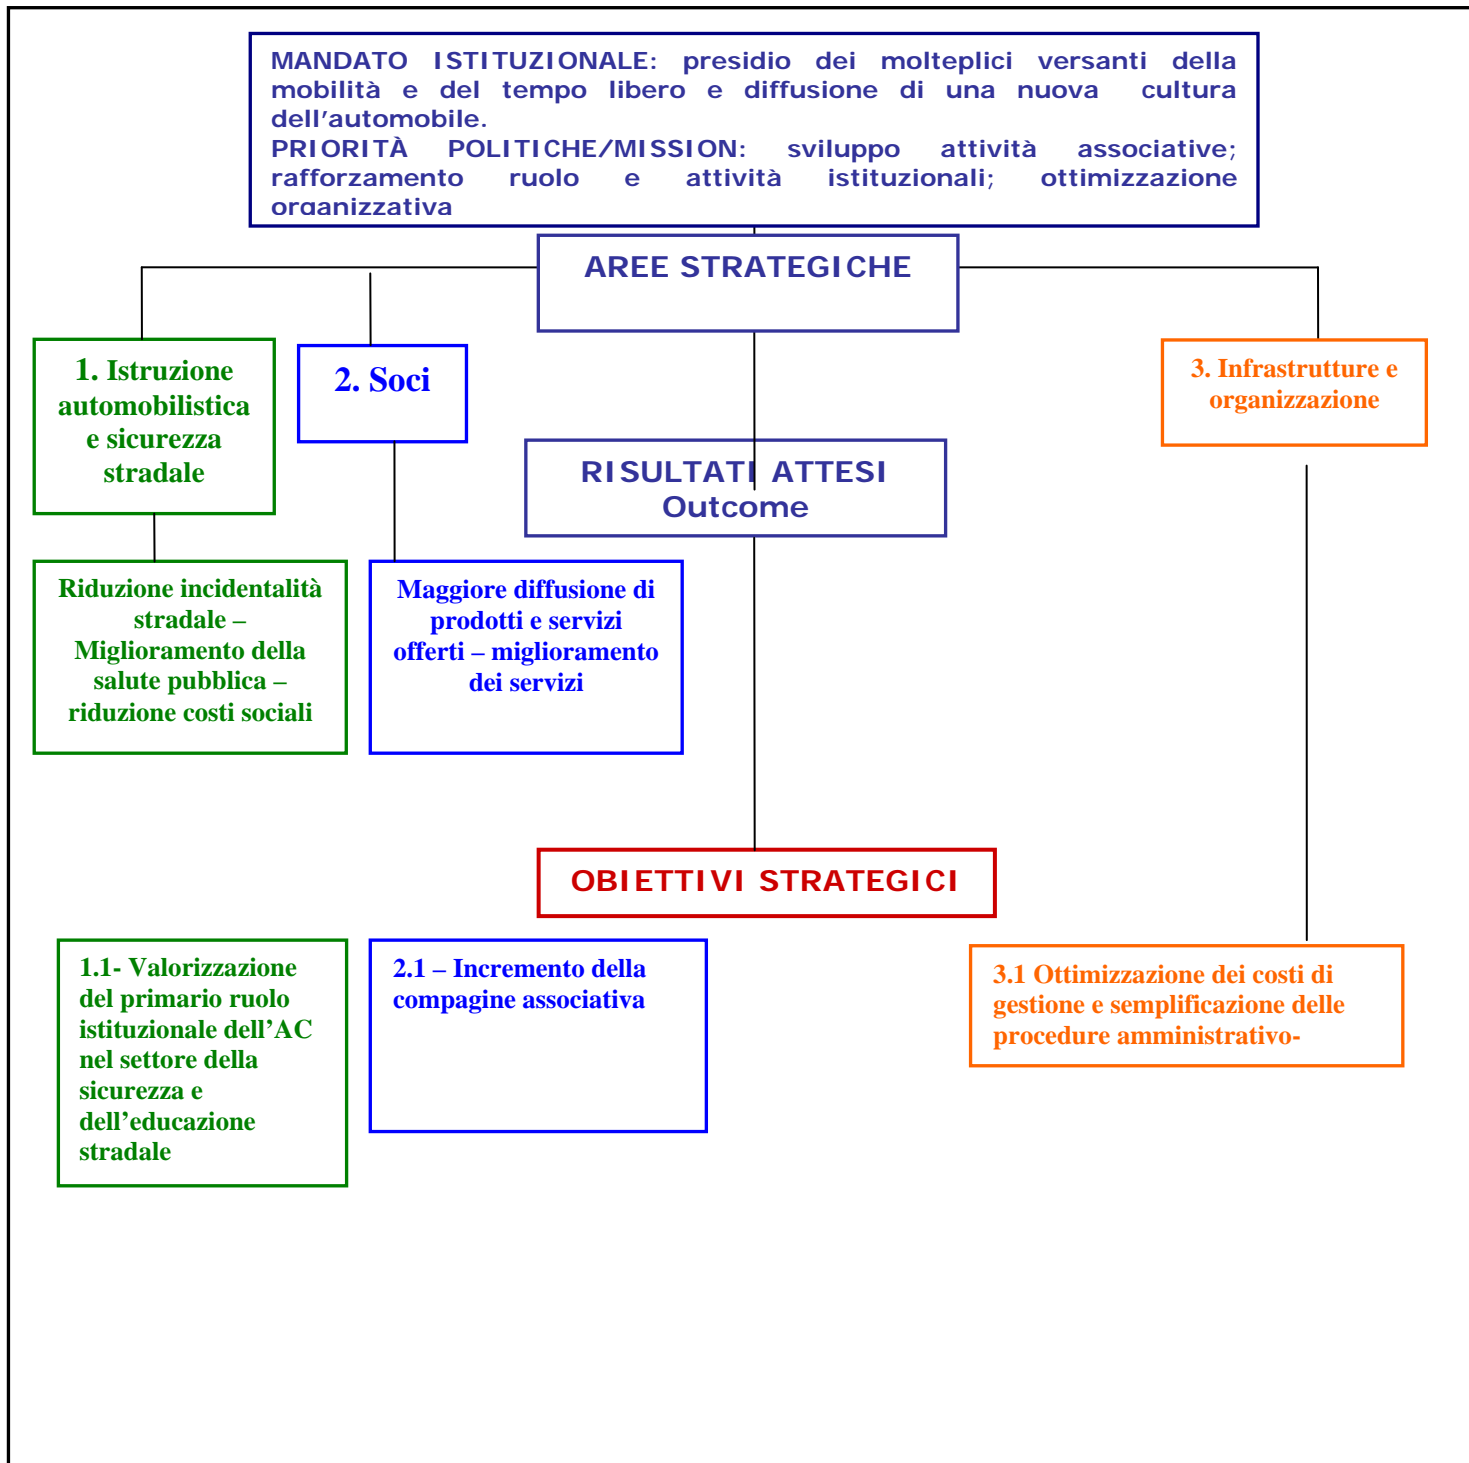 MANDATO ISTITUZIONALE: presidio dei molteplici versanti della
mobilità e del tempo libero e diffusione di una nuova cultura
dell'automobile.
PRIORITÀ POLITICHE/MISSION: sviluppo attività associative;
rafforzamento ruolo e attività istituzionali; ottimizzazione
organizzativa
AREE STRATEGICHE
1. Istruzione
automobilistica
e sicurezza
stradale
2. Soci
3. Infrastrutture e
organizzazione
RISULTATI ATTESI
Outcome
Riduzione incidentalità
stradale –
Miglioramento della
salute pubblica –
riduzione costi sociali
Maggiore diffusione di
prodotti e servizi
offerti – miglioramento
dei servizi
OBIETTIVI STRATEGICI
1.1- Valorizzazione
del primario ruolo
istituzionale dell’AC
nel settore della
sicurezza e
dell’educazione
stradale
2.1 – Incremento della
compagine associativa
3.1 Ottimizzazione dei costi di
gestione e semplificazione delle
procedure amministrativo-